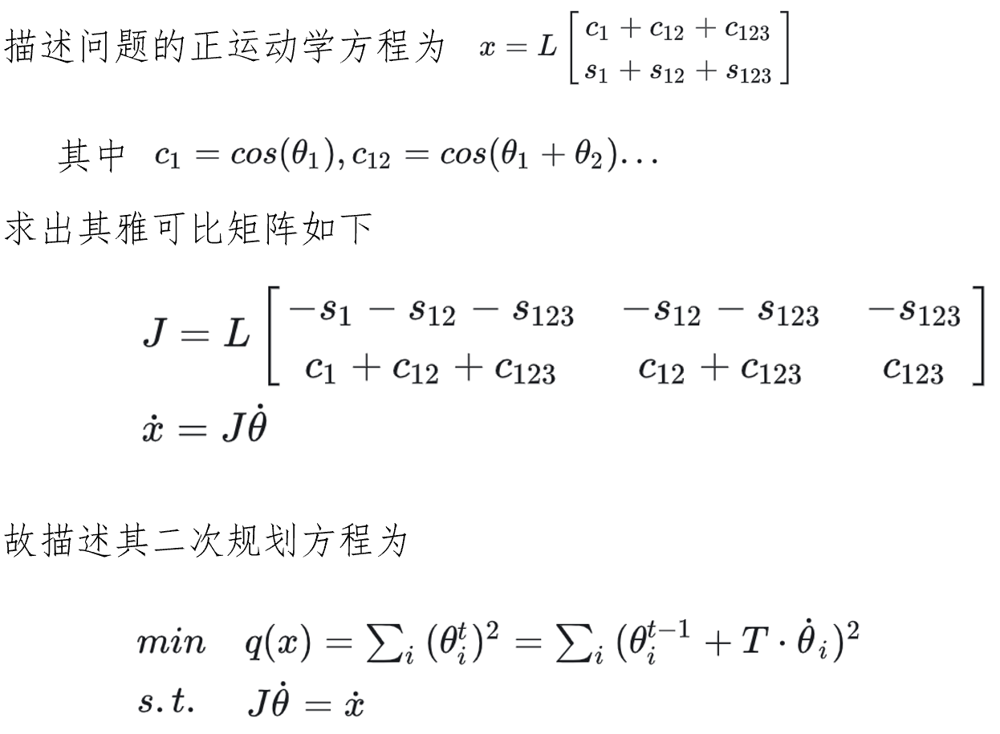 描述问题的正运动学方程为 $x = L \begin{bmatrix} c_1 + c_{12} + c_{123} \\ s_1 + s_{12} + s_{123} \end{bmatrix}$
其中 $c_1 = cos(\theta_1), c_{12} = cos(\theta_1 + \theta_2) \ldots$
求出其雅可比矩阵如下
$J = L \begin{bmatrix} -s_1 - s_{12} - s_{123} & -s_{12} - s_{123} & -s_{123} \\ c_1 + c_{12} + c_{123} & c_{12} + c_{123} & c_{123} \end{bmatrix}$
$\dot{x} = J\dot{\theta}$
故描述其二次规划方程为
$min \quad q(x) = \sum_i (\theta_i^t)^2 = \sum_i (\theta_i^{t-1} + T \cdot \dot{\theta}_i)^2$
$s.t. \quad J\dot{\theta} = \dot{x}$